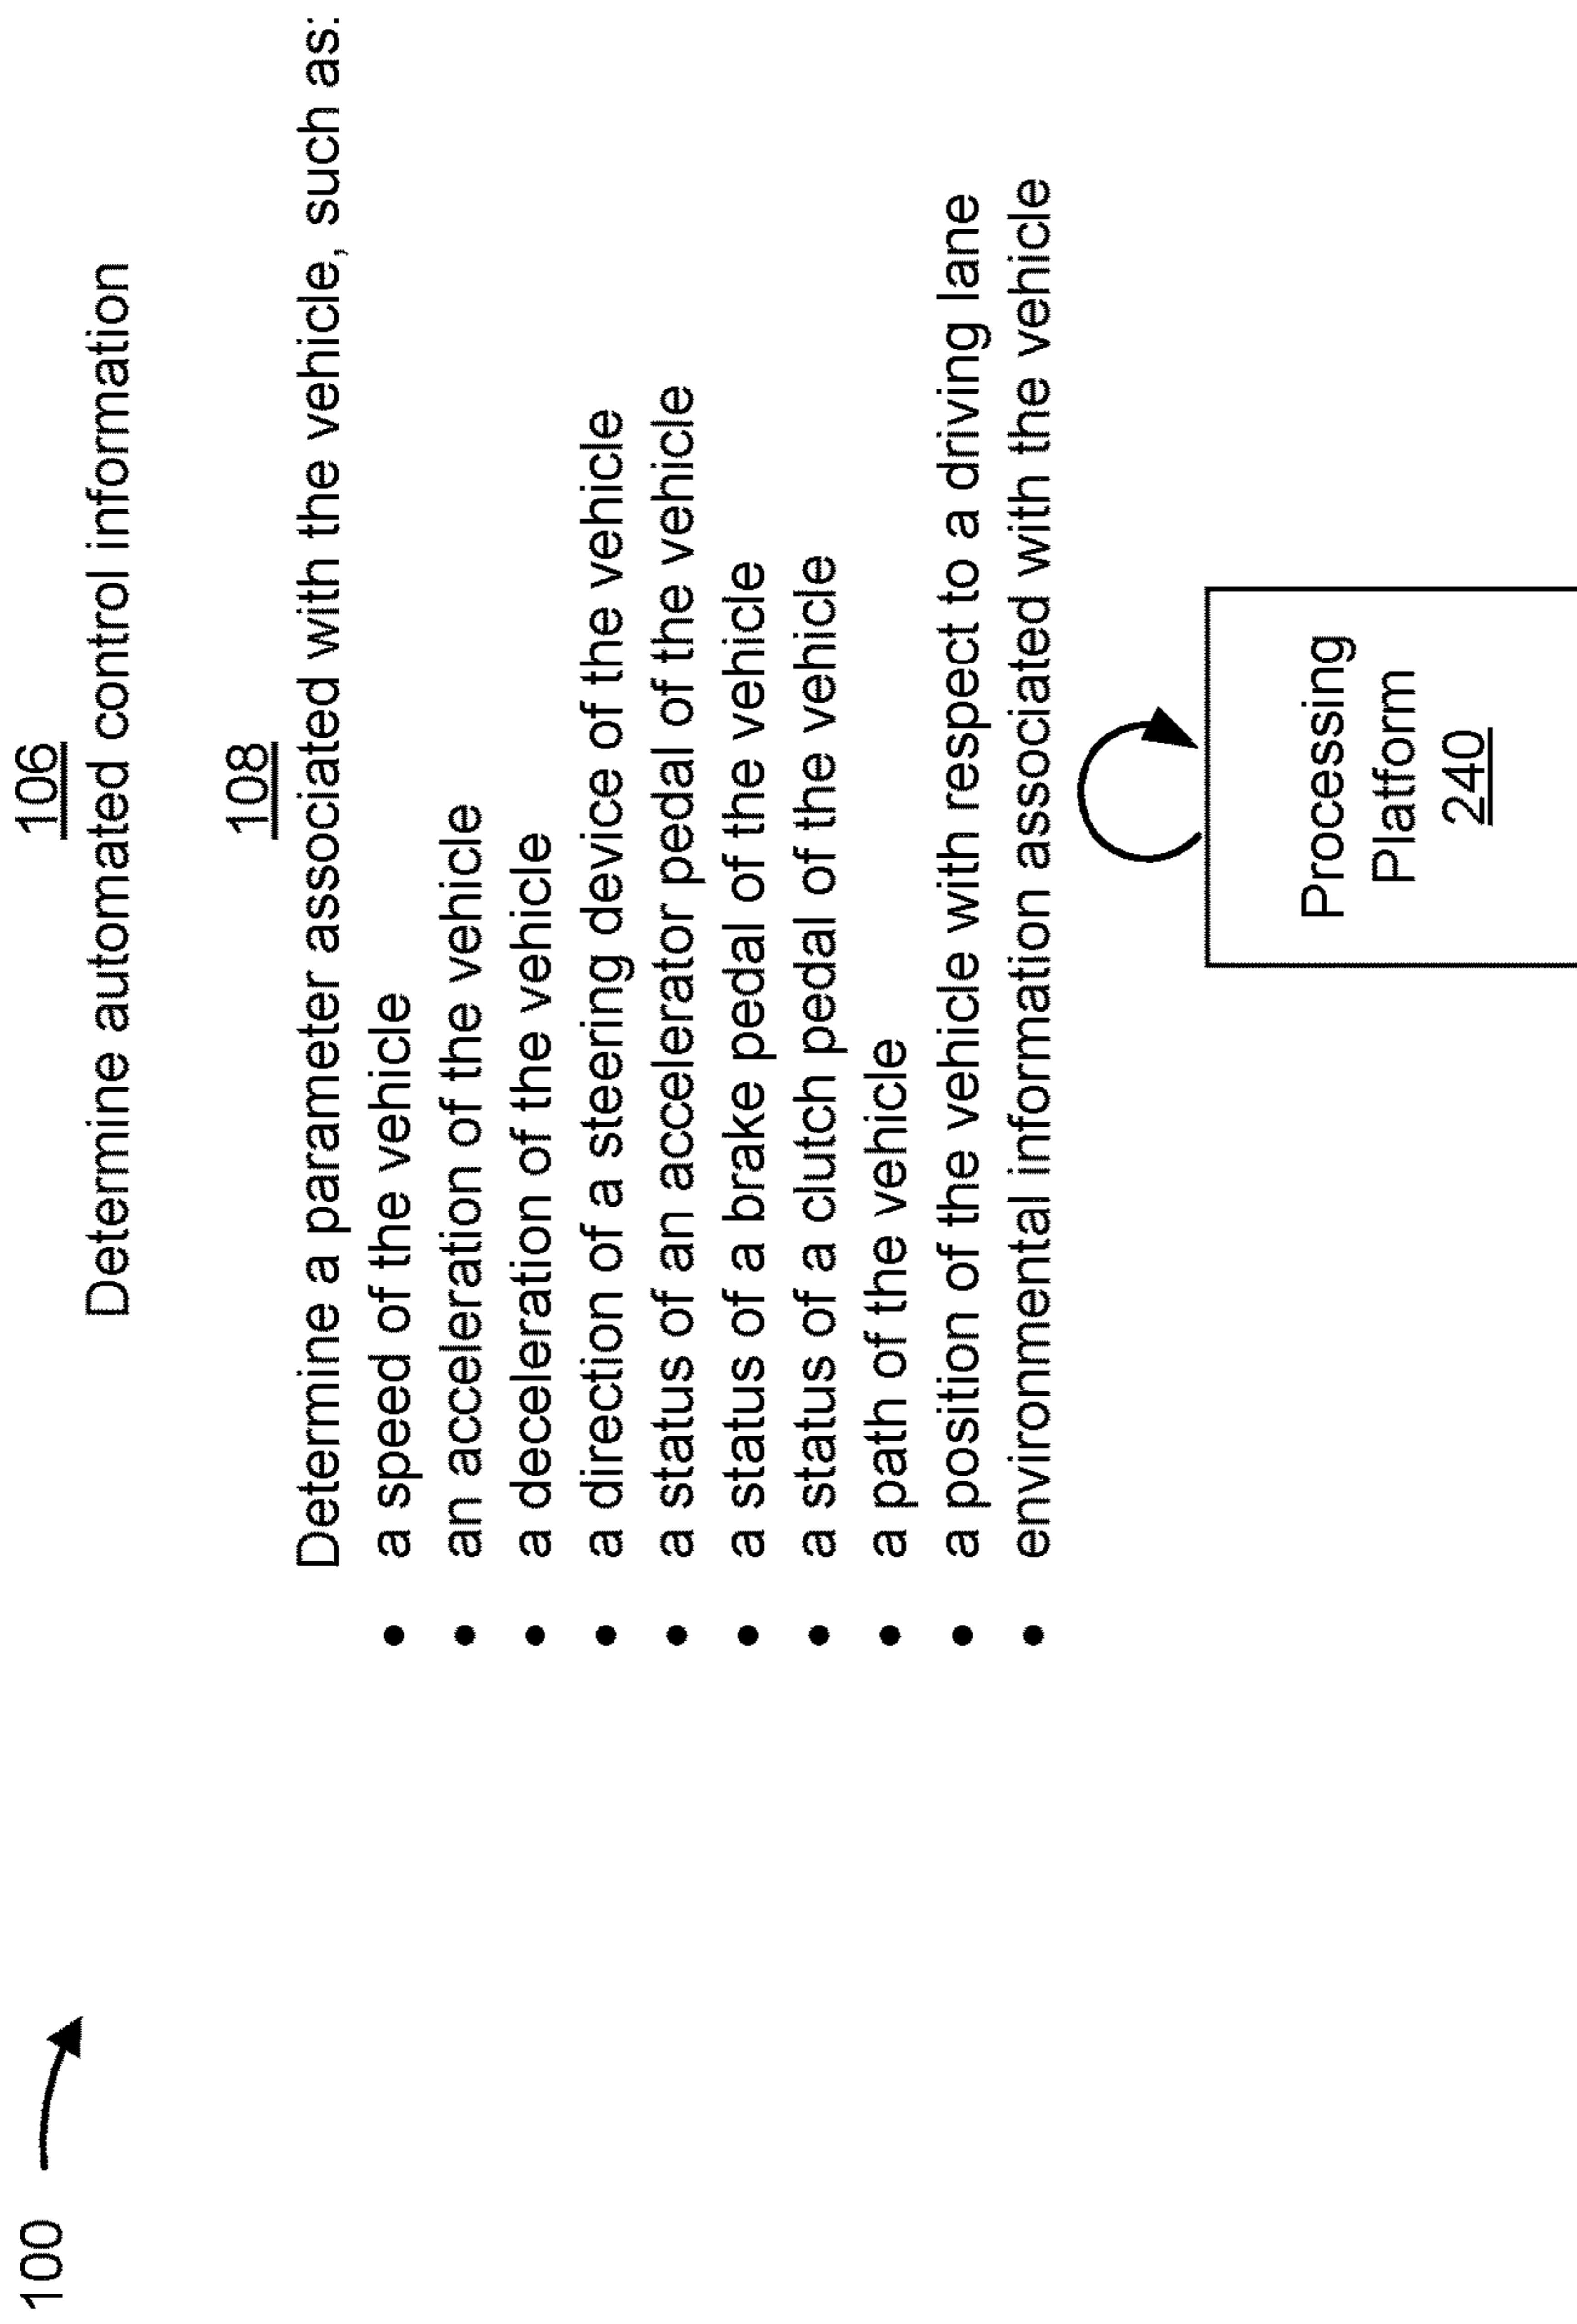 100
106
Determine automated control information
108
Determine a parameter associated with the vehicle, such as:
• a speed of the vehicle
• an acceleration of the vehicle
• a deceleration of the vehicle
• a direction of a steering device of the vehicle
• a status of an accelerator pedal of the vehicle
• a status of a brake pedal of the vehicle
• a status of a clutch pedal of the vehicle
• a path of the vehicle
• a position of the vehicle with respect to a driving lane
• environmental information associated with the vehicle
Processing
Platform
240